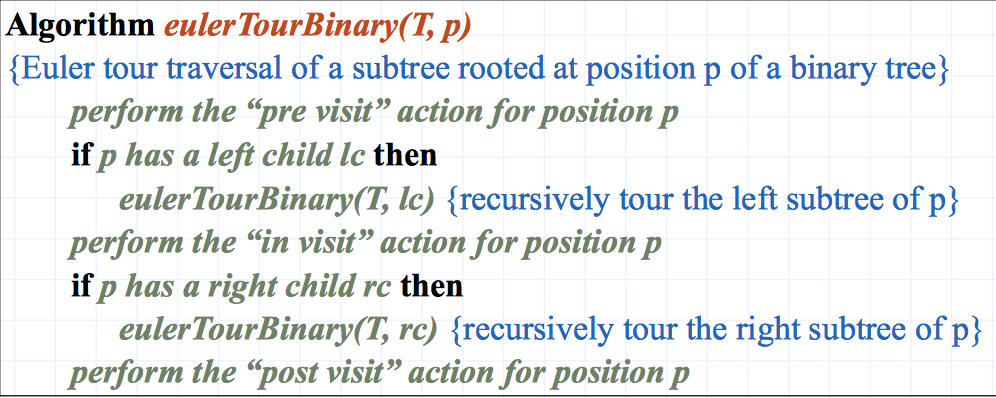 Algorithm eulerTourBinary(T, p)
{Euler tour traversal of a subtree rooted at position p of a binary tree}
perform the “pre visit” action for position p
if p has a left child lc then
eulerTourBinary(T, lc) {recursively tour the left subtree of p}
perform the “in visit” action for position p
if p has a right child rc then
eulerTourBinary(T, rc) {recursively tour the right subtree of p}
perform the “post visit” action for position p